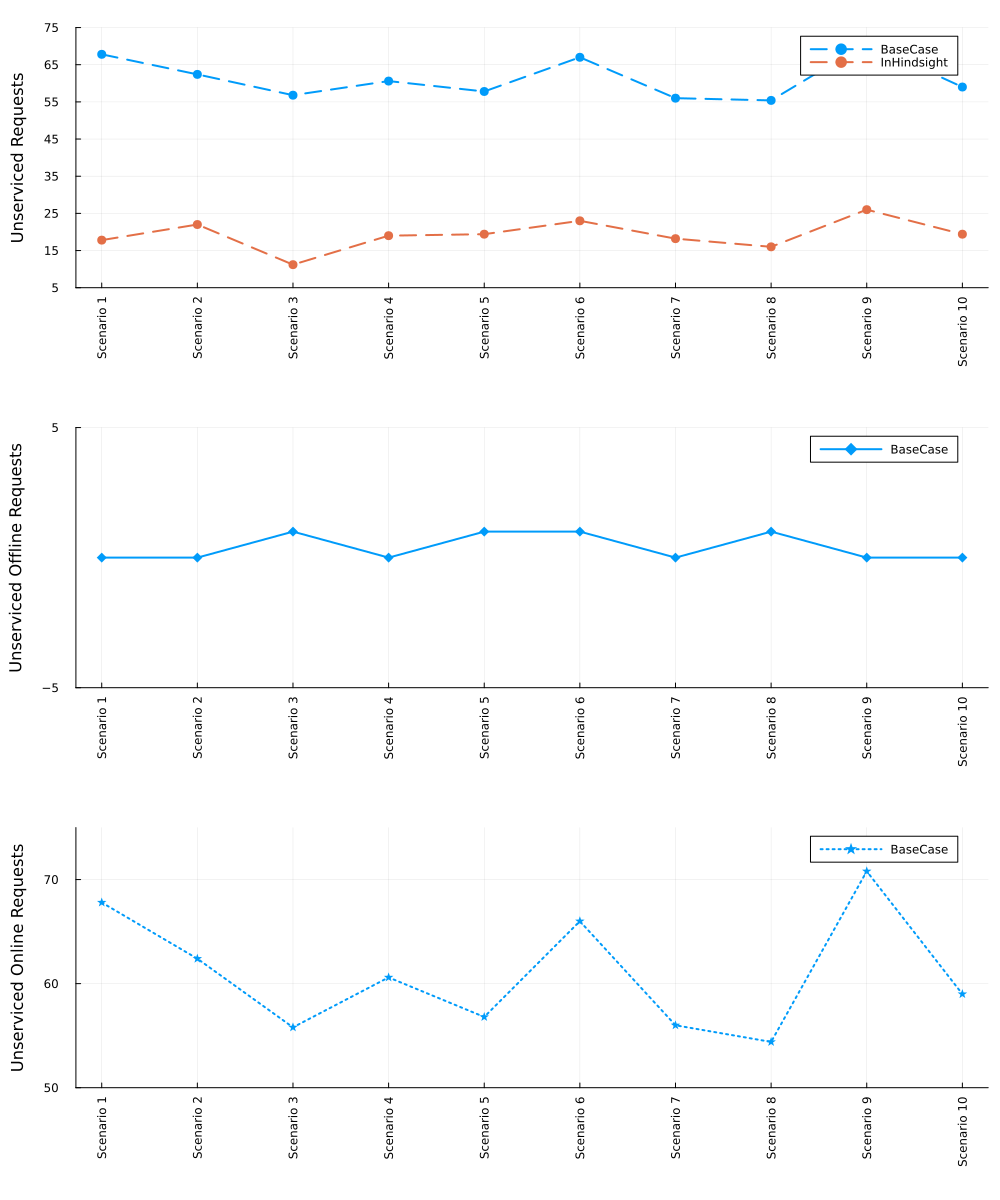 Unserviced Requests
75
65
55
45
35
25
15
5
BaseCase
InHindsight
Scenario 1
Scenario 2
Scenario 3
Scenario 4
Scenario 5
Scenario 6
Scenario 7
Scenario 8
Scenario 9
Scenario 10
Unserviced Offline Requests
5
−5
BaseCase
Scenario 1
Scenario 2
Scenario 3
Scenario 4
Scenario 5
Scenario 6
Scenario 7
Scenario 8
Scenario 9
Scenario 10
Unserviced Online Requests
70
60
50
BaseCase
Scenario 1
Scenario 2
Scenario 3
Scenario 4
Scenario 5
Scenario 6
Scenario 7
Scenario 8
Scenario 9
Scenario 10